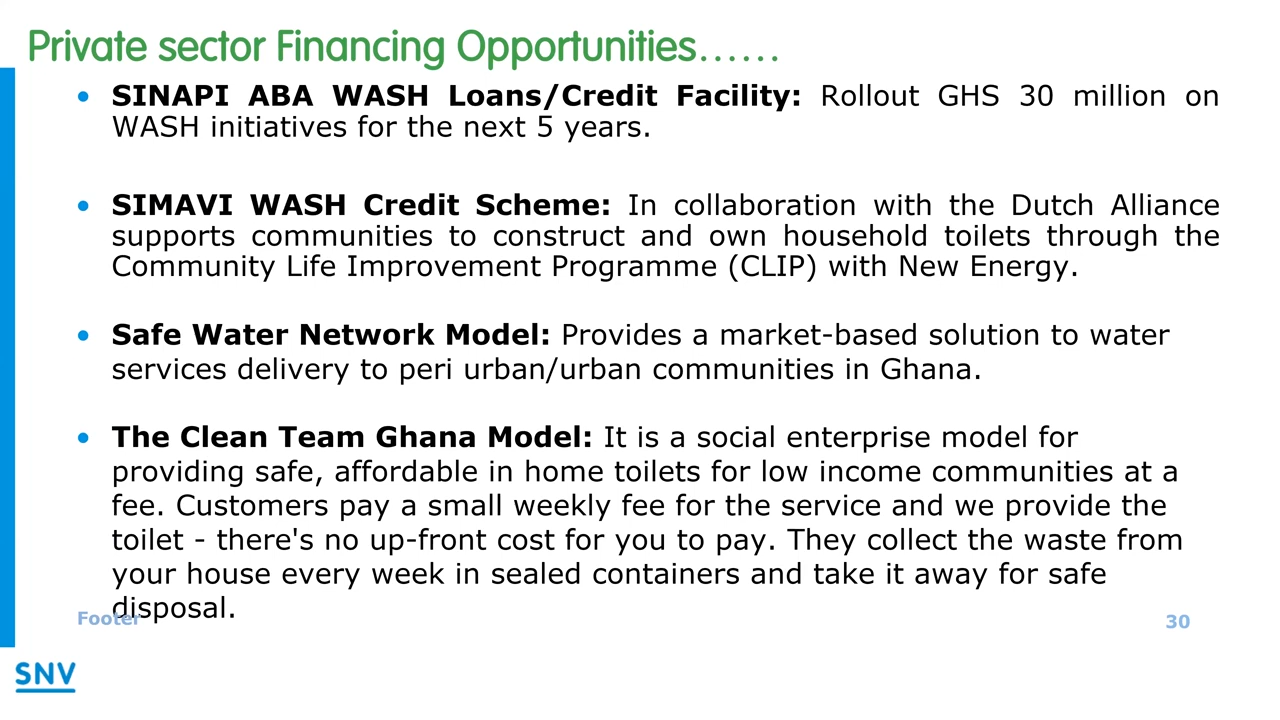 Private sector Financing Opportunities......
• SINAPI ABA WASH Loans/Credit Facility: Rollout GHS 30 million on
WASH initiatives for the next 5 years.
• SIMAVI WASH Credit Scheme: In collaboration with the Dutch Alliance
supports communities to construct and own household toilets through the
Community Life Improvement Programme (CLIP) with New Energy.
• Safe Water Network Model: Provides a market-based solution to water
services delivery to peri urban/urban communities in Ghana.
• The Clean Team Ghana Model: It is a social enterprise model for
providing safe, affordable in home toilets for low income communities at a
fee. Customers pay a small weekly fee for the service and we provide the
toilet - there's no up-front cost for you to pay. They collect the waste from
your house every week in sealed containers and take it away for safe
disposal.
Footer
30
SNV